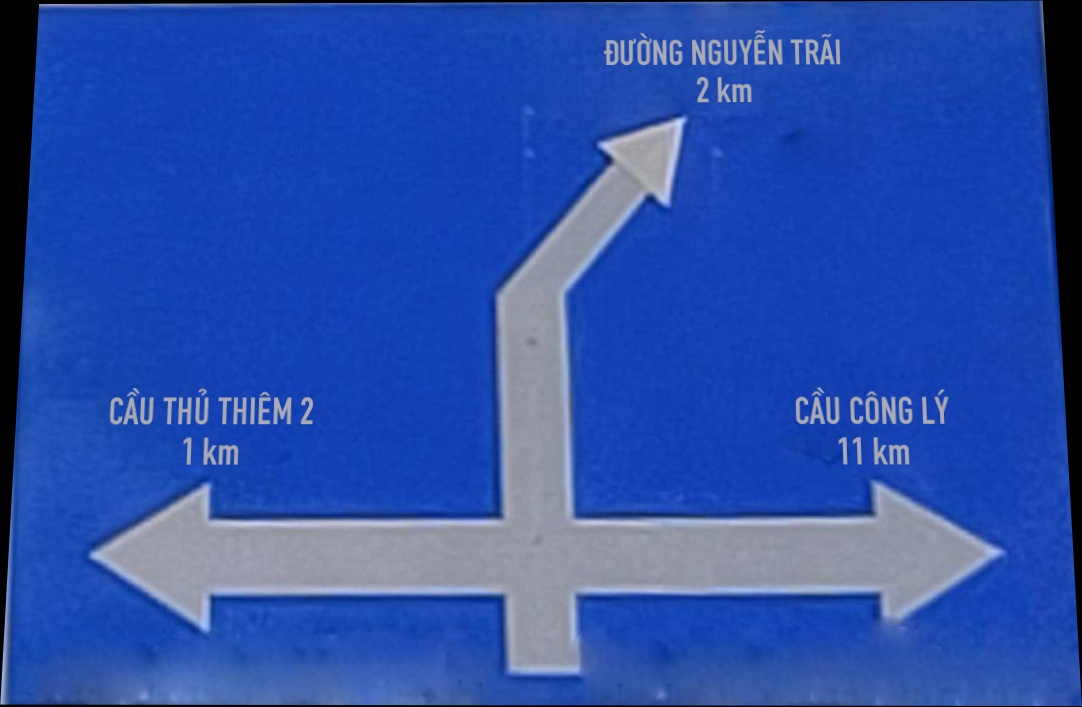 ĐƯỜNG NGUYỄN TRÃI
2 km
CẦU THỦ THIÊM 2
1 km
CẦU CÔNG LÝ
11 km